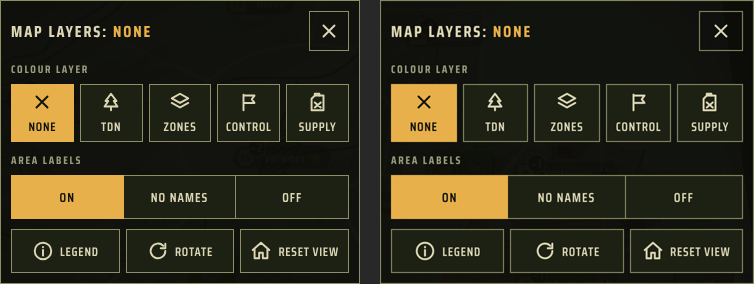 MAP LAYERS: NONE
COLOUR LAYER
NONE TDN ZONES CONTROL SUPPLY
AREA LABELS
ON NO NAMES OFF
LEGEND ROTATE RESET VIEW
MAP LAYERS: NONE
COLOUR LAYER
NONE TDN ZONES CONTROL SUPPLY
AREA LABELS
ON NO NAMES OFF
LEGEND ROTATE RESET VIEW